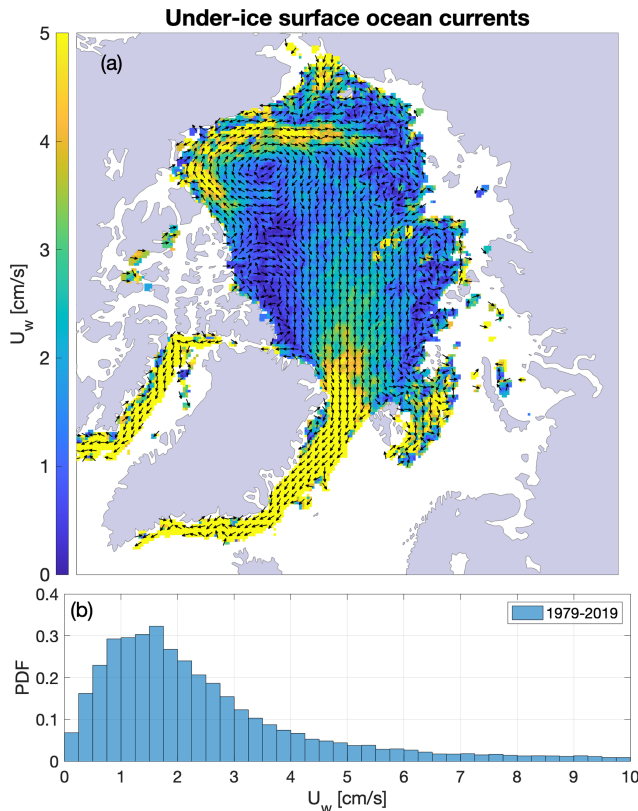 Under-ice surface ocean currents
(a)
5
4
3
2
1
0
U_w [cm/s]
(b)
0.4
0.3
0.2
0.1
0
PDF
1979-2019
0 1 2 3 4 5 6 7 8 9 10
U_w [cm/s]